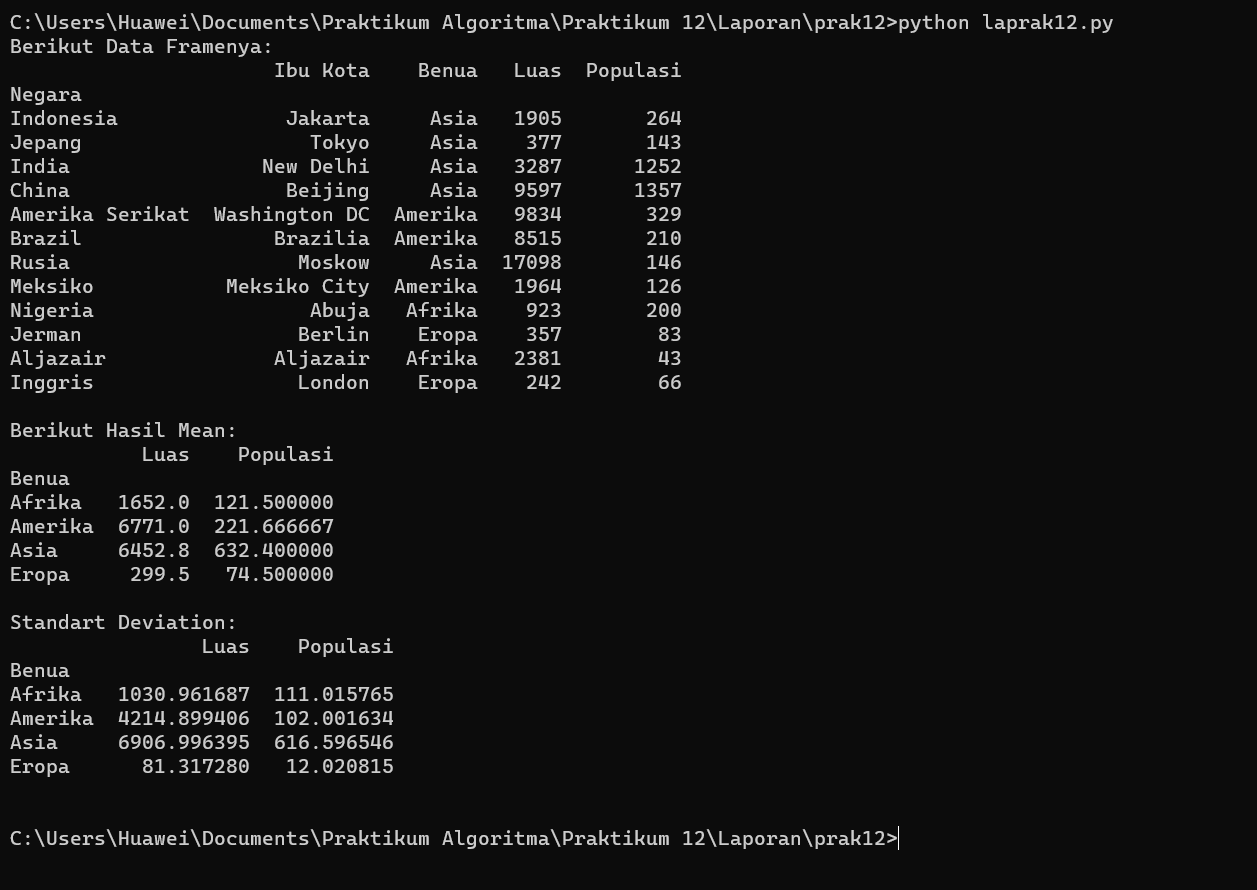 C:\Users\Huawei\Documents\Praktikum Algoritma\Praktikum 12\Laporan\prak12>python laprak12.py
Berikut Data Framenya:
                      Ibu Kota    Benua   Luas  Populasi
Negara
Indonesia              Jakarta     Asia   1905       264
Jepang                   Tokyo     Asia    377       143
India                New Delhi     Asia   3287      1252
China                  Beijing     Asia   9597      1357
Amerika Serikat  Washington DC  Amerika   9834       329
Brazil                Brazilia  Amerika   8515       210
Rusia                   Moskow     Asia  17098       146
Meksiko           Meksiko City  Amerika   1964       126
Nigeria                  Abuja   Afrika    923       200
Jerman                  Berlin    Eropa    357        83
Aljazair              Aljazair   Afrika   2381        43
Inggris                 London    Eropa    242        66

Berikut Hasil Mean:
           Luas    Populasi
Benua
Afrika   1652.0  121.500000
Amerika  6771.0  221.666667
Asia     6452.8  632.400000
Eropa     299.5   74.500000

Standart Deviation:
                Luas    Populasi
Benua
Afrika   1030.961687  111.015765
Amerika  4214.899406  102.001634
Asia     6906.996395  616.596546
Eropa      81.317280   12.020815

C:\Users\Huawei\Documents\Praktikum Algoritma\Praktikum 12\Laporan\prak12>